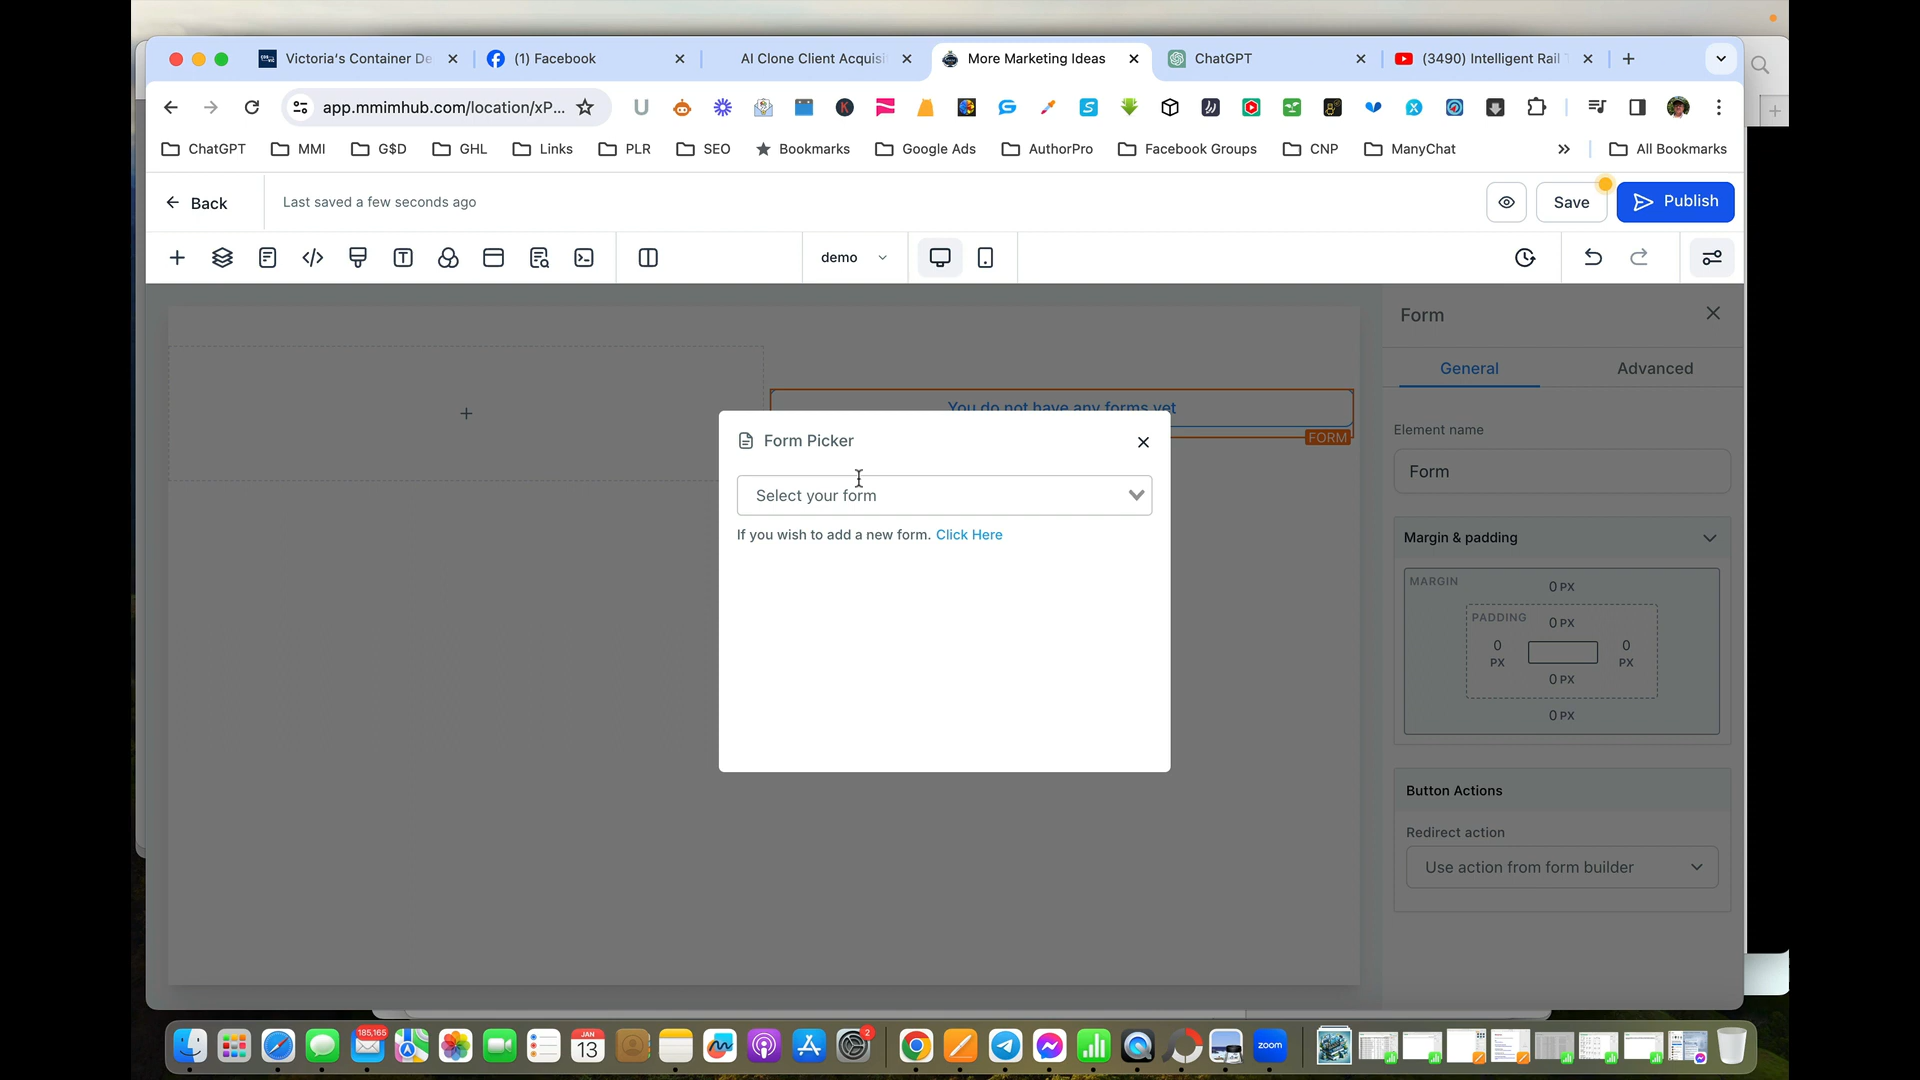 Victoria's Container De
(1) Facebook
AI Clone Client Acquisi
More Marketing Ideas
ChatGPT
(3490) Intelligent Rail T
app.mmimhub.com/location/xP...
ChatGPT
MMI
G$D
GHL
Links
PLR
SEO
Bookmarks
Google Ads
AuthorPro
Facebook Groups
CNP
ManyChat
All Bookmarks
Back
Last saved a few seconds ago
Save
Publish
demo
Form
General
Advanced
You do not have any forms yet
FORM
Form Picker
Select your form
If you wish to add a new form. Click Here
Element name
Form
Margin & padding
MARGIN
0 PX
PADDING
0 PX
0 PX
0 PX
0 PX
0 PX
Button Actions
Redirect action
Use action from form builder
185,165
JAN
13
2
zoom